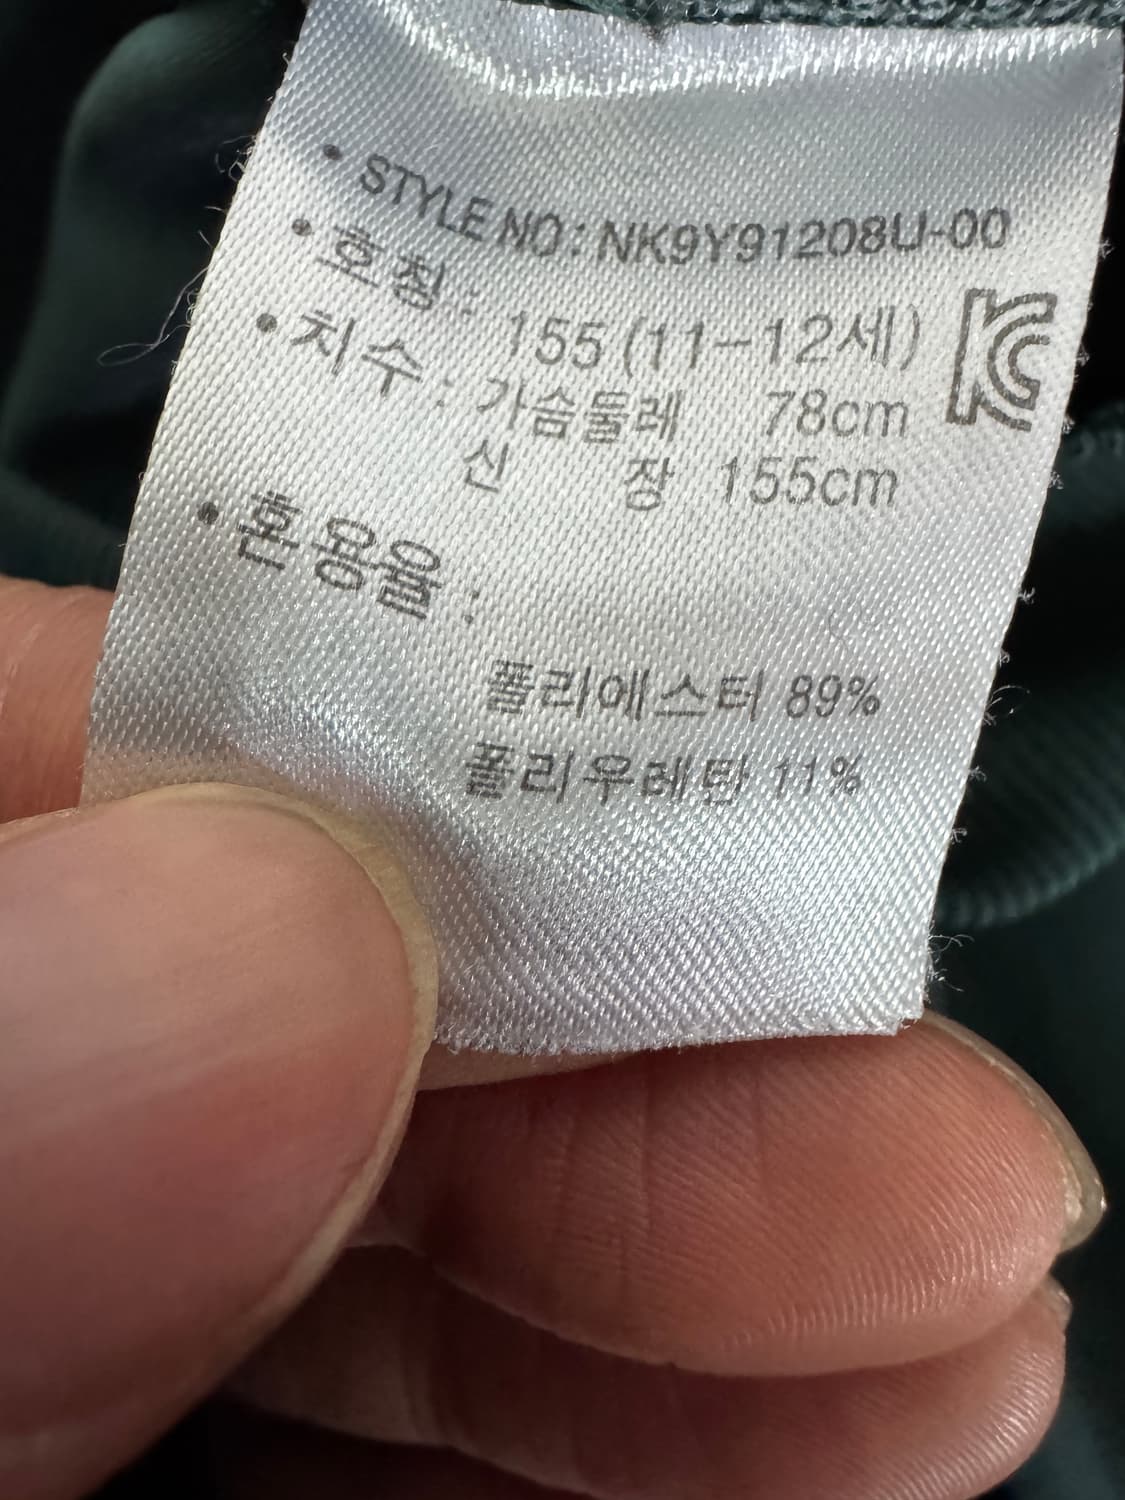 • STYLE NO : NK9Y91208U-00
• 호칭 : 155 (11-12세)
• 치수 : 가슴둘레 78cm
신 장 155cm
• 혼용율 :
폴리에스터 89%
폴리우레탄 11%
KC